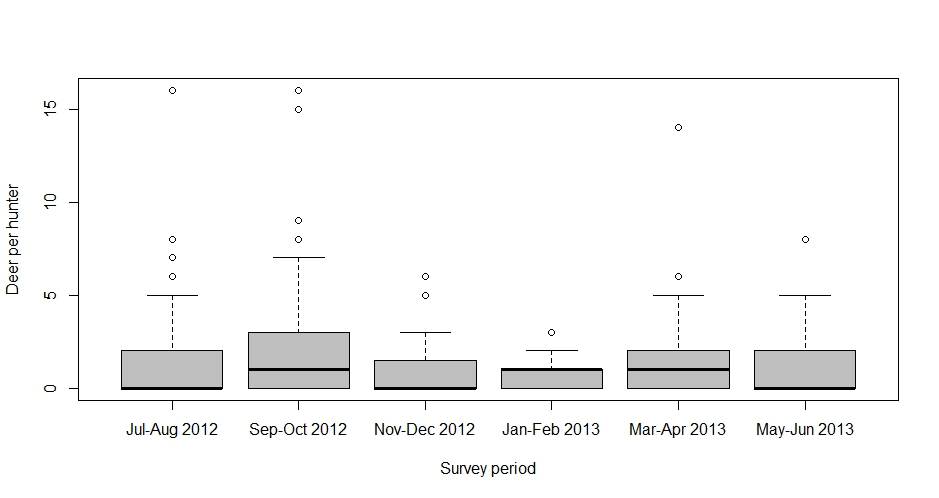 15
10
5
0
Deer per hunter
Jul-Aug 2012 Sep-Oct 2012 Nov-Dec 2012 Jan-Feb 2013 Mar-Apr 2013 May-Jun 2013
Survey period